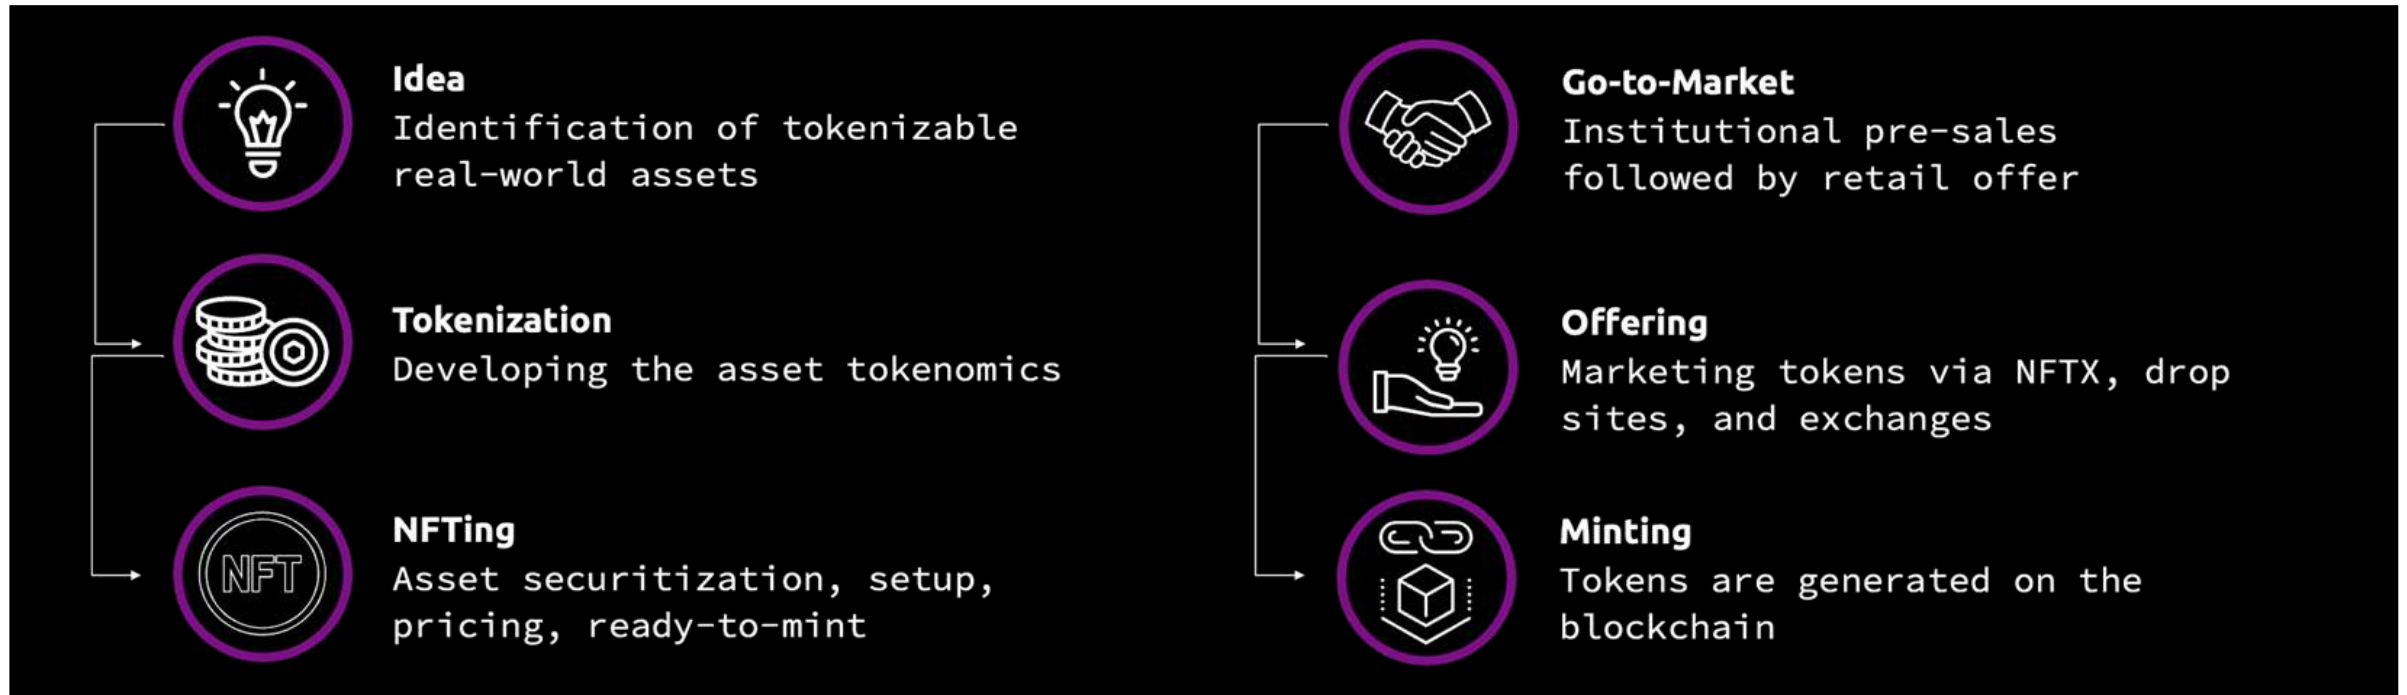 Idea
Identification of tokenizable
real-world assets
Tokenization
Developing the asset tokenomics
NFT
NFTing
Asset securitization, setup,
pricing, ready-to-mint
Go-to-Market
Institutional pre-sales
followed by retail offer
Offering
Marketing tokens via NFTX, drop
sites, and exchanges
Minting
Tokens are generated on the
blockchain